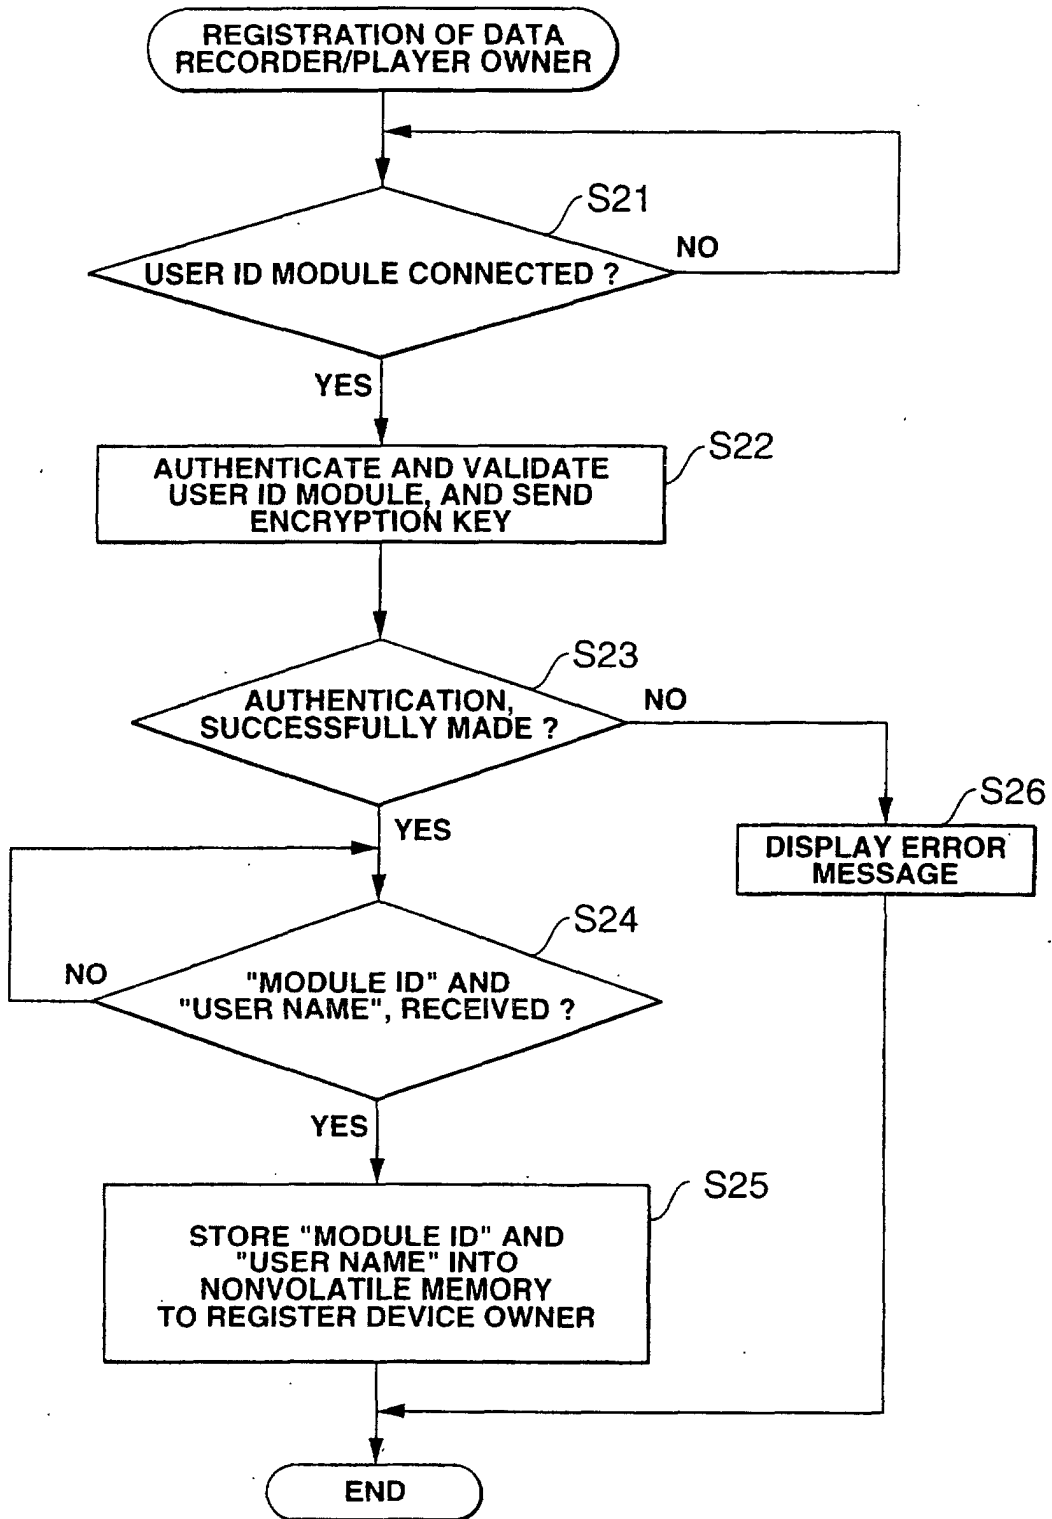 REGISTRATION OF DATA
RECORDER/PLAYER OWNER
S21
NO
USER ID MODULE CONNECTED ?
YES
S22
AUTHENTICATE AND VALIDATE
USER ID MODULE, AND SEND
ENCRYPTION KEY
S23
NO
AUTHENTICATION,
SUCCESSFULLY MADE ?
S26
YES
DISPLAY ERROR
MESSAGE
S24
NO
"MODULE ID" AND
"USER NAME", RECEIVED ?
YES
S25
STORE "MODULE ID" AND
"USER NAME" INTO
NONVOLATILE MEMORY
TO REGISTER DEVICE OWNER
END